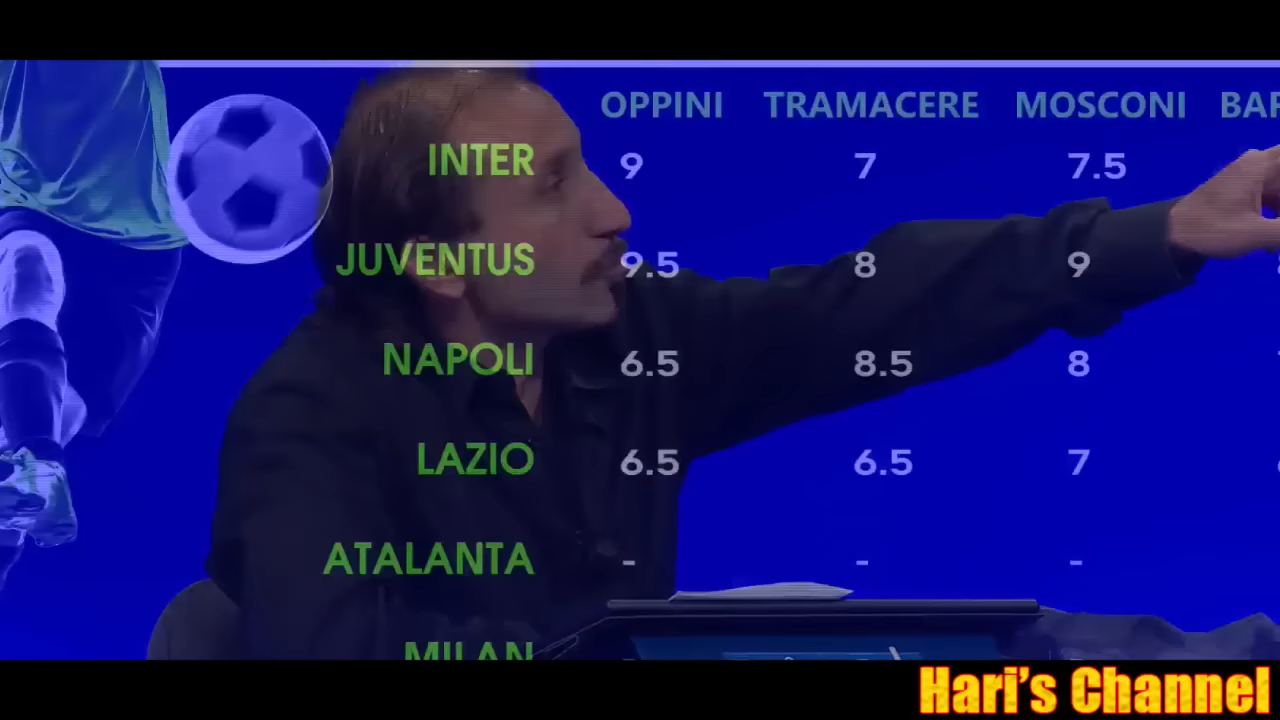 OPPINI TRAMACERE MOSCONI
INTER 9 7 7.5
JUVENTUS 9.5 8 9
NAPOLI 6.5 8.5 8
LAZIO 6.5 6.5 7
ATALANTA - - -
MILAN
Hari's Channel